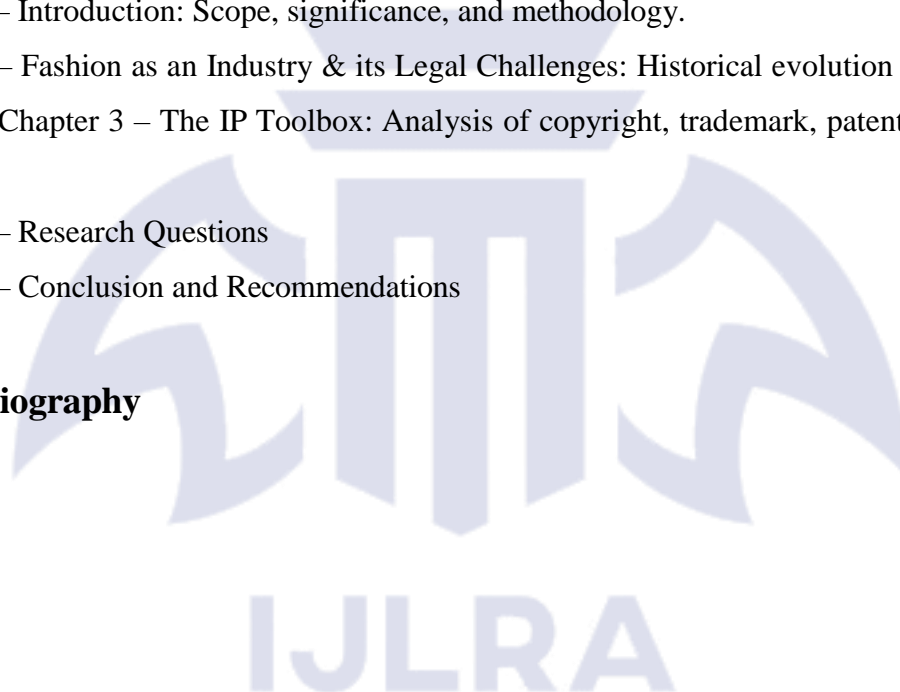 – Introduction: Scope, significance, and methodology.
– Fashion as an Industry & its Legal Challenges: Historical evolution
Chapter 3 – The IP Toolbox: Analysis of copyright, trademark, patent
– Research Questions
– Conclusion and Recommendations
iography
IJLRA